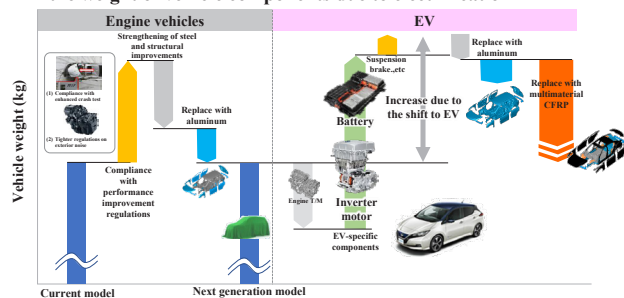 Engine vehicles
EV
Strengthening of steel
and structural
improvements
(1) Compliance with
enhanced crash test
(2) Tighter regulations on
exterior noise
Replace with
aluminum
Compliance
with
performance
improvement
regulations
Suspension
brake.,etc
Battery
Increase due to
the shift to EV
Replace with
aluminum
Replace with
multimaterial
CFRP
Engine T/M
Inverter
motor
EV-specific
components
Vehicle weight (kg)
Current model
Next generation model